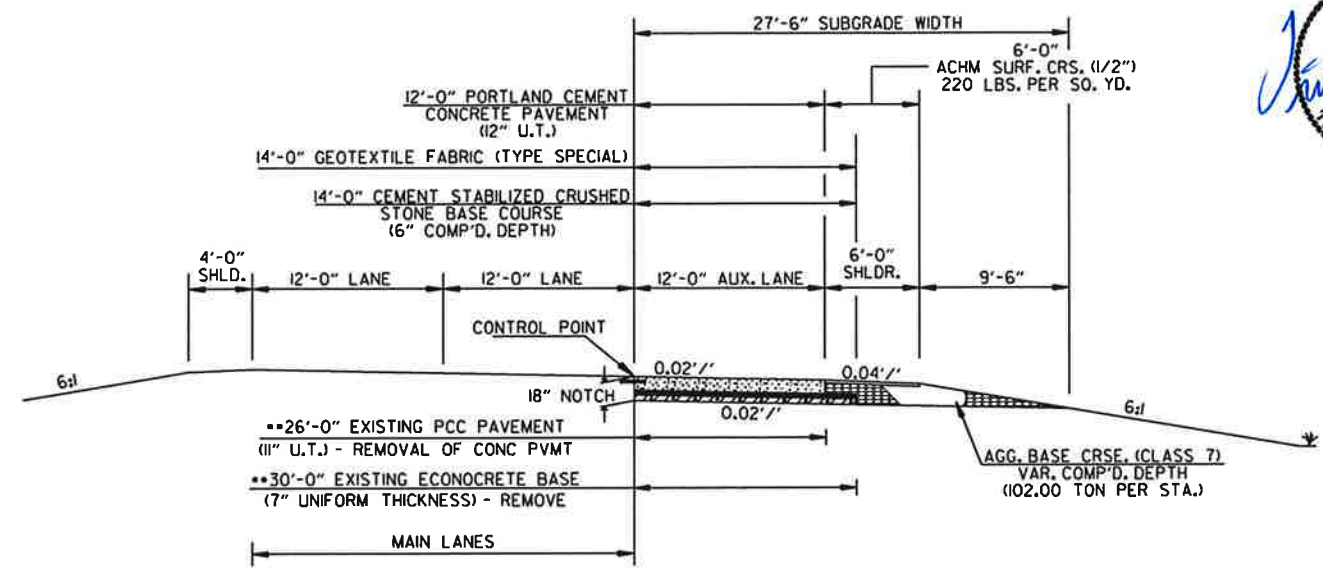 27'-6" SUBGRADE WIDTH
6'-0"
ACHM SURF. CRS. (1/2")
220 LBS. PER SQ. YD.
12'-0" PORTLAND CEMENT
CONCRETE PAVEMENT
(12" U.T.)
14'-0" GEOTEXTILE FABRIC (TYPE SPECIAL)
14'-0" CEMENT STABILIZED CRUSHED
STONE BASE COURSE
(6" COMP'D. DEPTH)
4'-0"
SHLD.
12'-0" LANE
12'-0" LANE
12'-0" AUX. LANE
6'-0"
SHLDR.
9'-6"
CONTROL POINT
6:1
0.02'/'
0.04'/'
18" NOTCH
0.02'/'
6:1
**26'-0" EXISTING PCC PAVEMENT
(11" U.T.) - REMOVAL OF CONC PVMT
**30'-0" EXISTING ECONOCRETE BASE
(7" UNIFORM THICKNESS) - REMOVE
AGG. BASE CRSE. (CLASS 7)
VAR. COMP'D. DEPTH
(102.00 TON PER STA.)
MAIN LANES